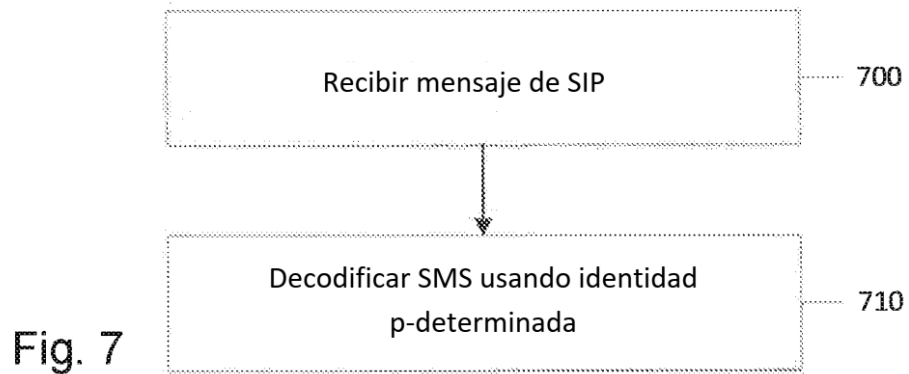 Recibir mensaje de SIP
700
Decodificar SMS usando identidad
p-determinada
710
Fig. 7